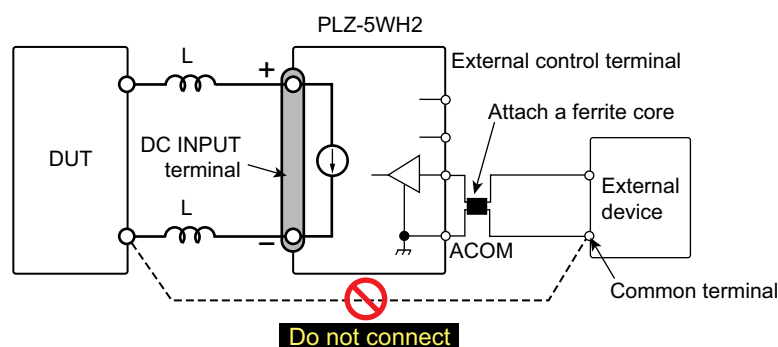 PLZ-5WH2
L
+
External control terminal
Attach a ferrite core
DUT
DC INPUT
terminal
External
device
L
−
ACOM
Common terminal
Do not connect